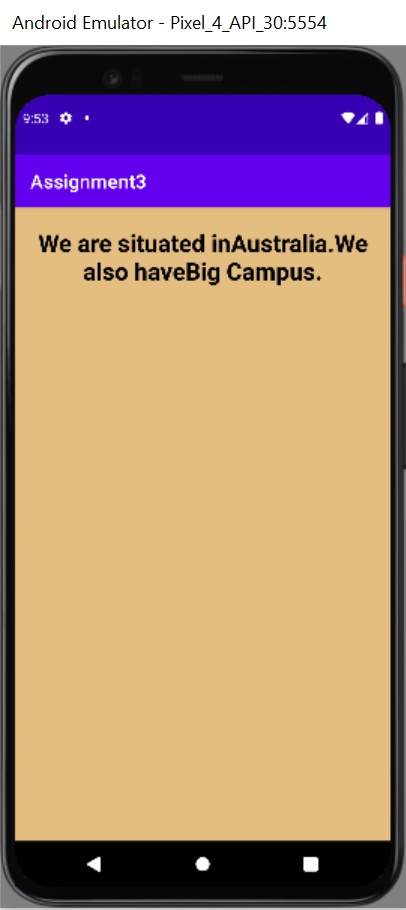 Android Emulator - Pixel_4_API_30:5554
9:53
Assignment3
We are situated inAustralia.We
also haveBig Campus.